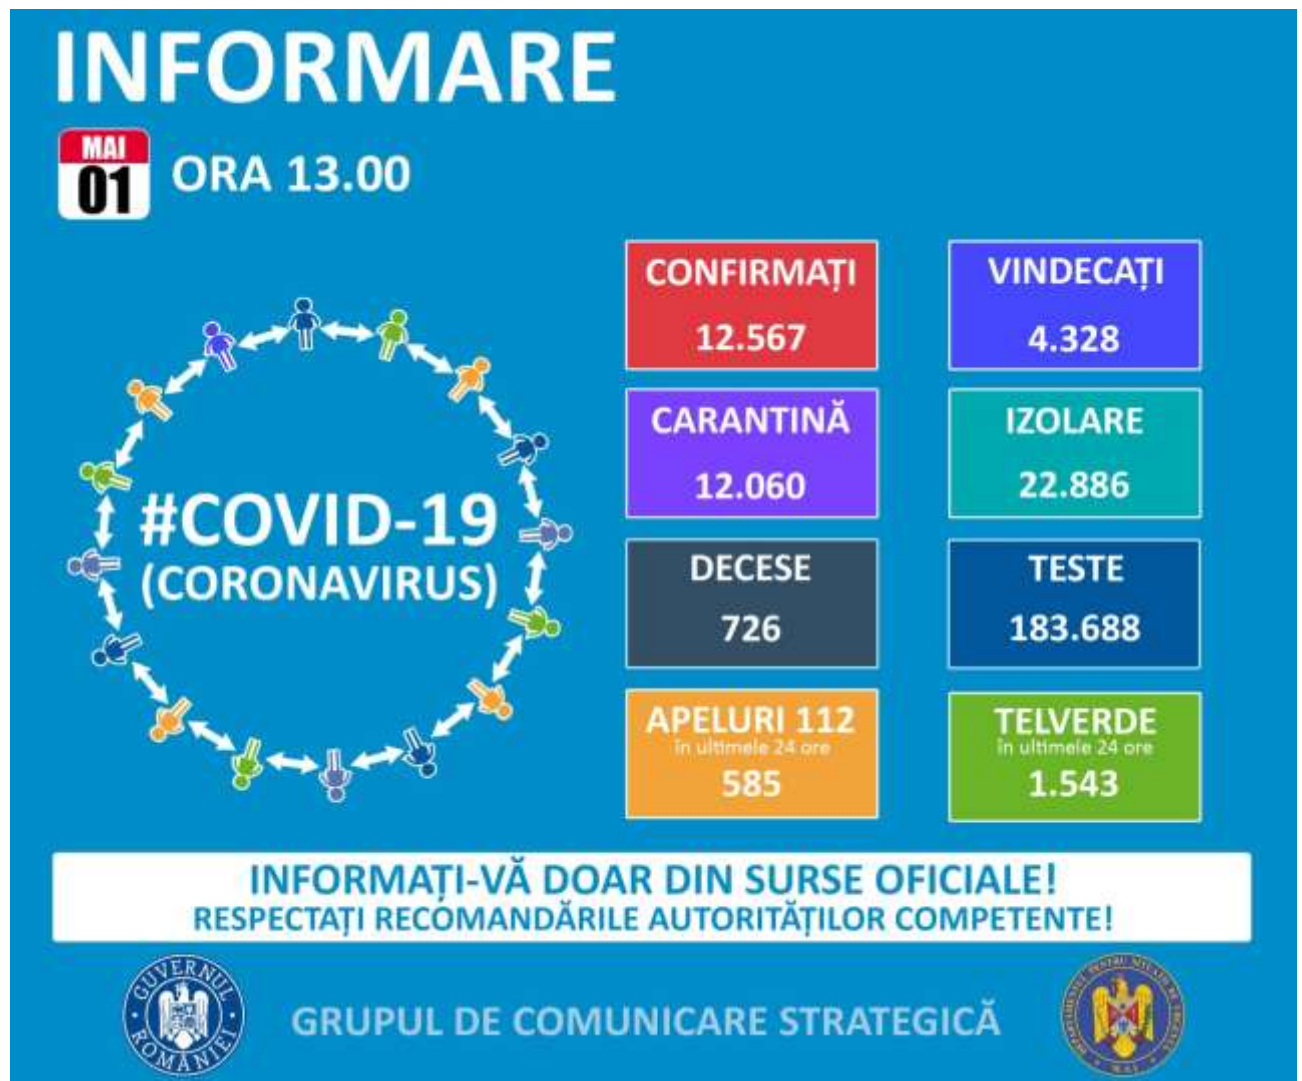 INFORMARE
MAI
01
ORA 13.00
CONFIRMAȚI
12.567
VINDECAȚI
4.328
CARANTINĂ
12.060
IZOLARE
22.886
#COVID-19
(CORONAVIRUS)
DECESE
726
TESTE
183.688
APELURI 112
în ultimele 24 ore
585
TELVERDE
în ultimele 24 ore
1.543
INFORMAȚI-VĂ DOAR DIN SURSE OFICIALE!
RESPECTAȚI RECOMANDĂRILE AUTORITĂȚILOR COMPETENTE!
GUVERNUL
ROMÂNIEI
GRUPUL DE COMUNICARE STRATEGICĂ